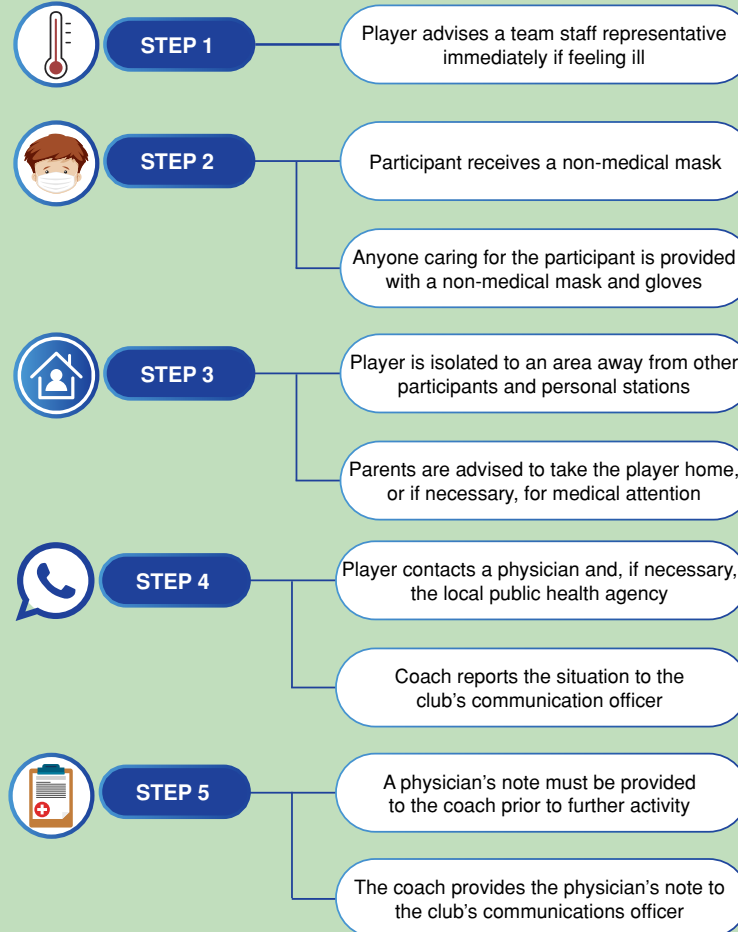 STEP 1
Player advises a team staff representative
immediately if feeling ill
STEP 2
Participant receives a non-medical mask
Anyone caring for the participant is provided
with a non-medical mask and gloves
STEP 3
Player is isolated to an area away from other
participants and personal stations
Parents are advised to take the player home,
or if necessary, for medical attention
STEP 4
Player contacts a physician and, if necessary,
the local public health agency
Coach reports the situation to the
club’s communication officer
STEP 5
A physician’s note must be provided
to the coach prior to further activity
The coach provides the physician’s note to
the club’s communications officer